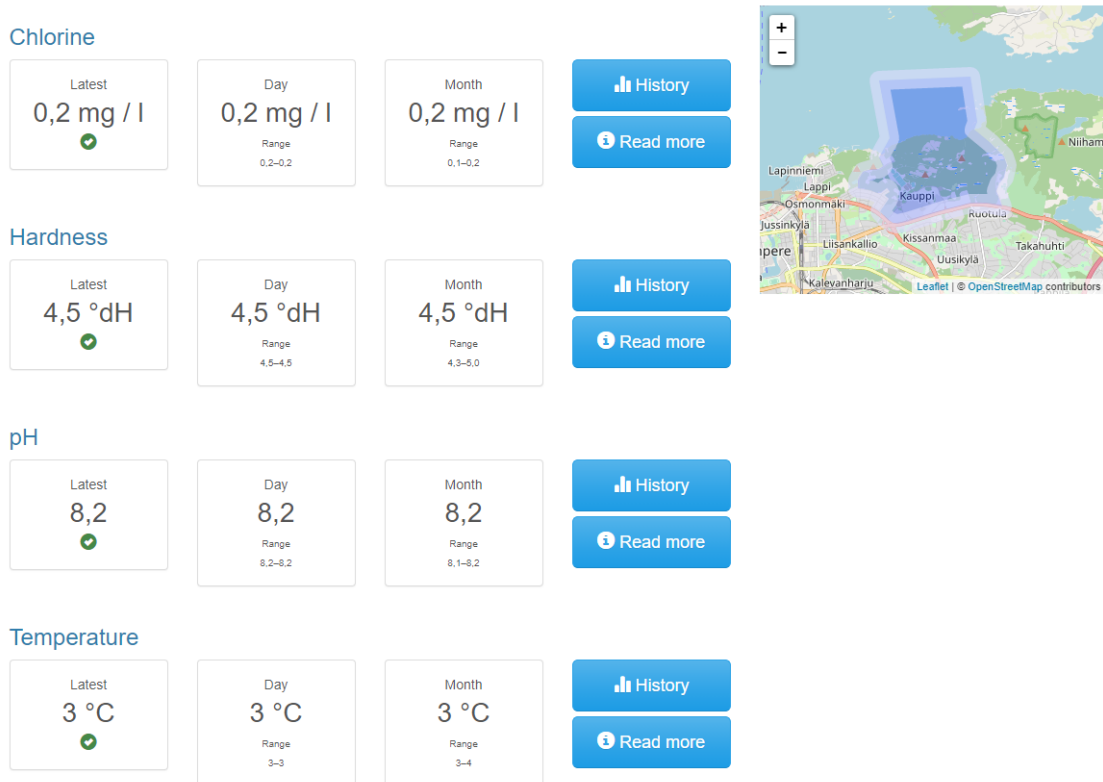 Chlorine
Latest
0,2 mg / l
Day
0,2 mg / l
Range
0,2–0,2
Month
0,2 mg / l
Range
0,1–0,2
History
Read more
Hardness
Latest
4,5 °dH
Day
4,5 °dH
Range
4,5–4,5
Month
4,5 °dH
Range
4,3–5,0
History
Read more
pH
Latest
8,2
Day
8,2
Range
8,2–8,2
Month
8,2
Range
8,1–8,2
History
Read more
Temperature
Latest
3 °C
Day
3 °C
Range
3–3
Month
3 °C
Range
3–4
History
Read more
+
−
Niiham
Lapinniemi
Lappi
Osmonmäki
Kauppi
Ruotula
Jussinkylä
Liisankallio
Kissanmaa
Takahuhti
pere
Uusikylä
Kalevanharju
Leaflet | © OpenStreetMap contributors